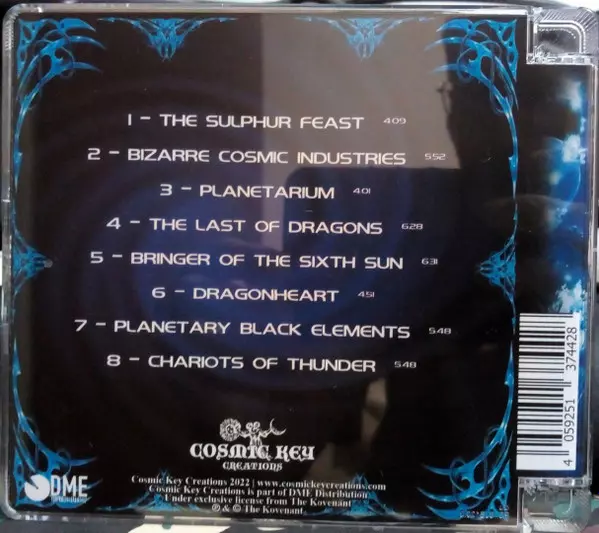 1 - THE SULPHUR FEAST 4:09
2 - BIZARRE COSMIC INDUSTRIES 5:52
3 - PLANETARIUM 4:01
4 - THE LAST OF DRAGONS 6:28
5 - BRINGER OF THE SIXTH SUN 6:31
6 - DRAGONHEART 4:51
7 - PLANETARY BLACK ELEMENTS 5:48
8 - CHARIOTS OF THUNDER 5:48
COSMIC KEY
CREATIONS
DME
Cosmic Key Creations 2022 | www.cosmickeycreations.com
Cosmic Key Creations is part of DME Distribution
Under exclusive license from The Kovenant
℗ & © The Kovenant
4 059251 374428